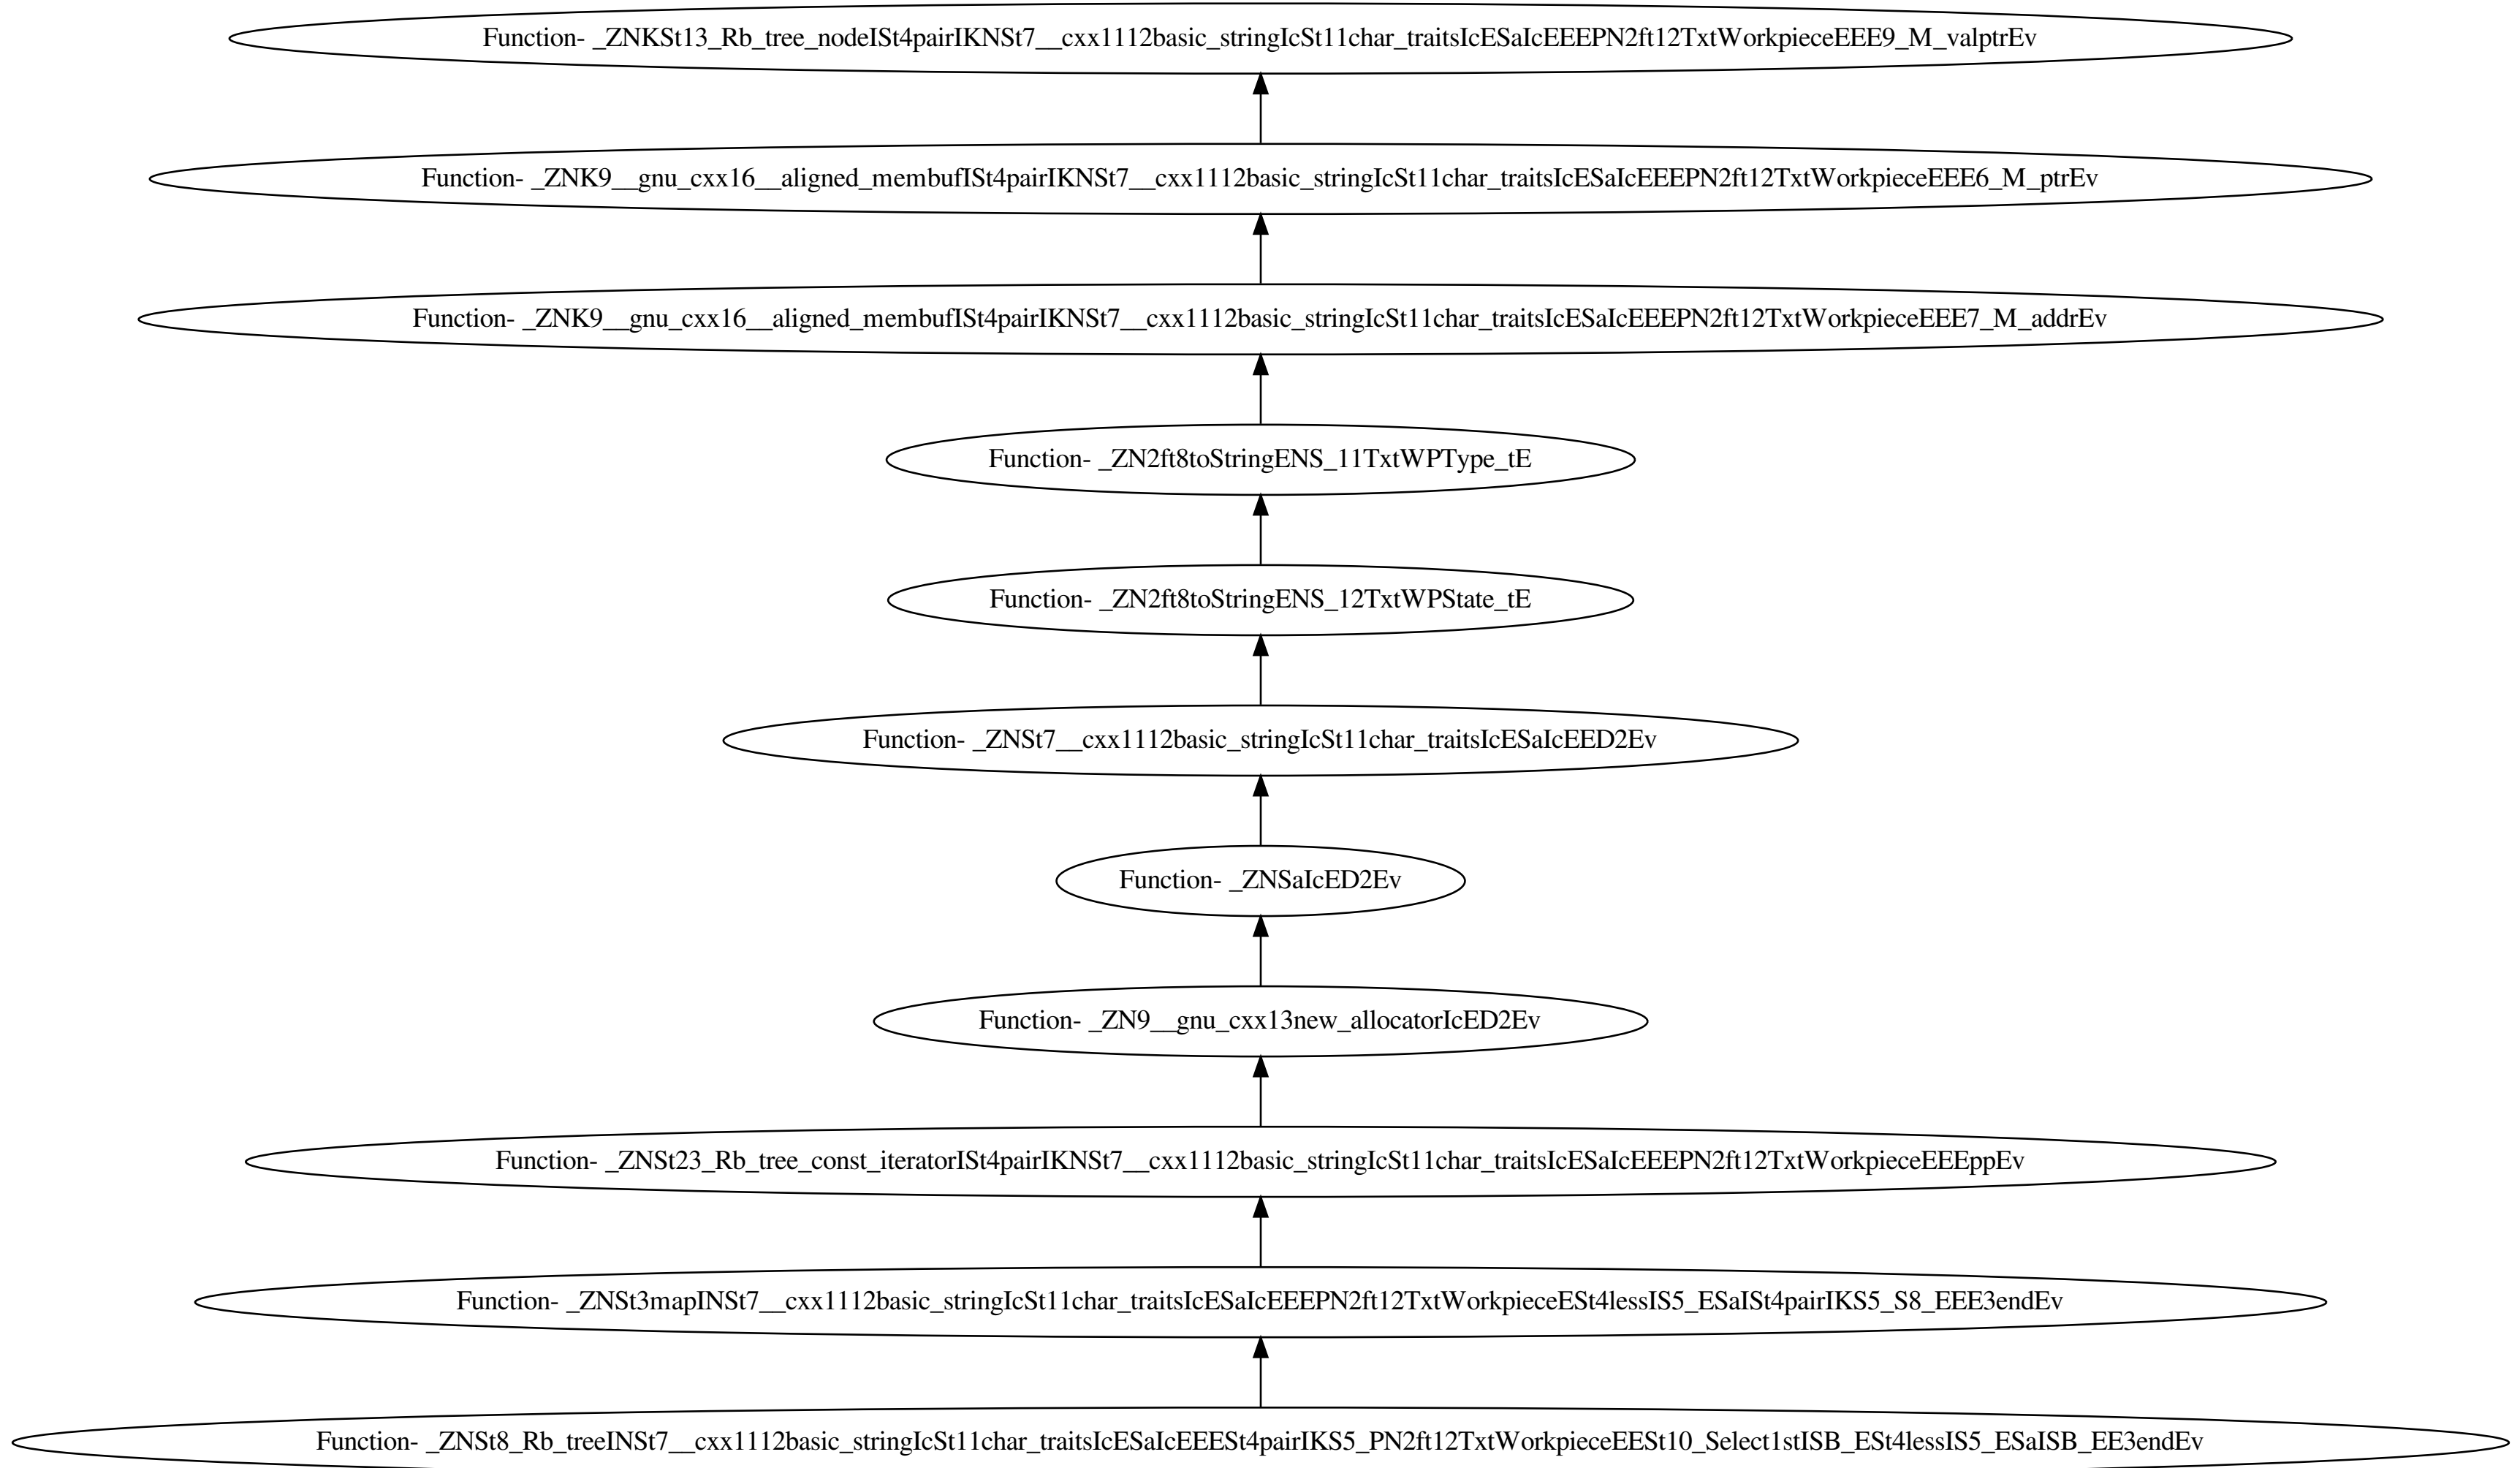 Function- _ZNKSt13_Rb_tree_nodeISt4pairIKNSt7__cxx1112basic_stringIcSt11char_traitsIcESaIcEEEPN2ft12TxtWorkpieceEEE9_M_valptrEv
Function- _ZNK9__gnu_cxx16__aligned_membufISt4pairIKNSt7__cxx1112basic_stringIcSt11char_traitsIcESaIcEEEPN2ft12TxtWorkpieceEEE6_M_ptrEv
Function- _ZNK9__gnu_cxx16__aligned_membufISt4pairIKNSt7__cxx1112basic_stringIcSt11char_traitsIcESaIcEEEPN2ft12TxtWorkpieceEEE7_M_addrEv
Function- _ZN2ft8toStringENS_11TxtWPType_tE
Function- _ZN2ft8toStringENS_12TxtWPState_tE
Function- _ZNSt7__cxx1112basic_stringIcSt11char_traitsIcESaIcEED2Ev
Function- _ZNSaIcED2Ev
Function- _ZN9__gnu_cxx13new_allocatorIcED2Ev
Function- _ZNSt23_Rb_tree_const_iteratorISt4pairIKNSt7__cxx1112basic_stringIcSt11char_traitsIcESaIcEEEPN2ft12TxtWorkpieceEEEppEv
Function- _ZNSt3mapINSt7__cxx1112basic_stringIcSt11char_traitsIcESaIcEEEPN2ft12TxtWorkpieceESt4lessIS5_ESaISt4pairIKS5_S8_EEE3endEv
Function- _ZNSt8_Rb_treeINSt7__cxx1112basic_stringIcSt11char_traitsIcESaIcEEESt4pairIKS5_PN2ft12TxtWorkpieceEESt10_Select1stISB_ESt4lessIS5_ESaISB_EE3endEv